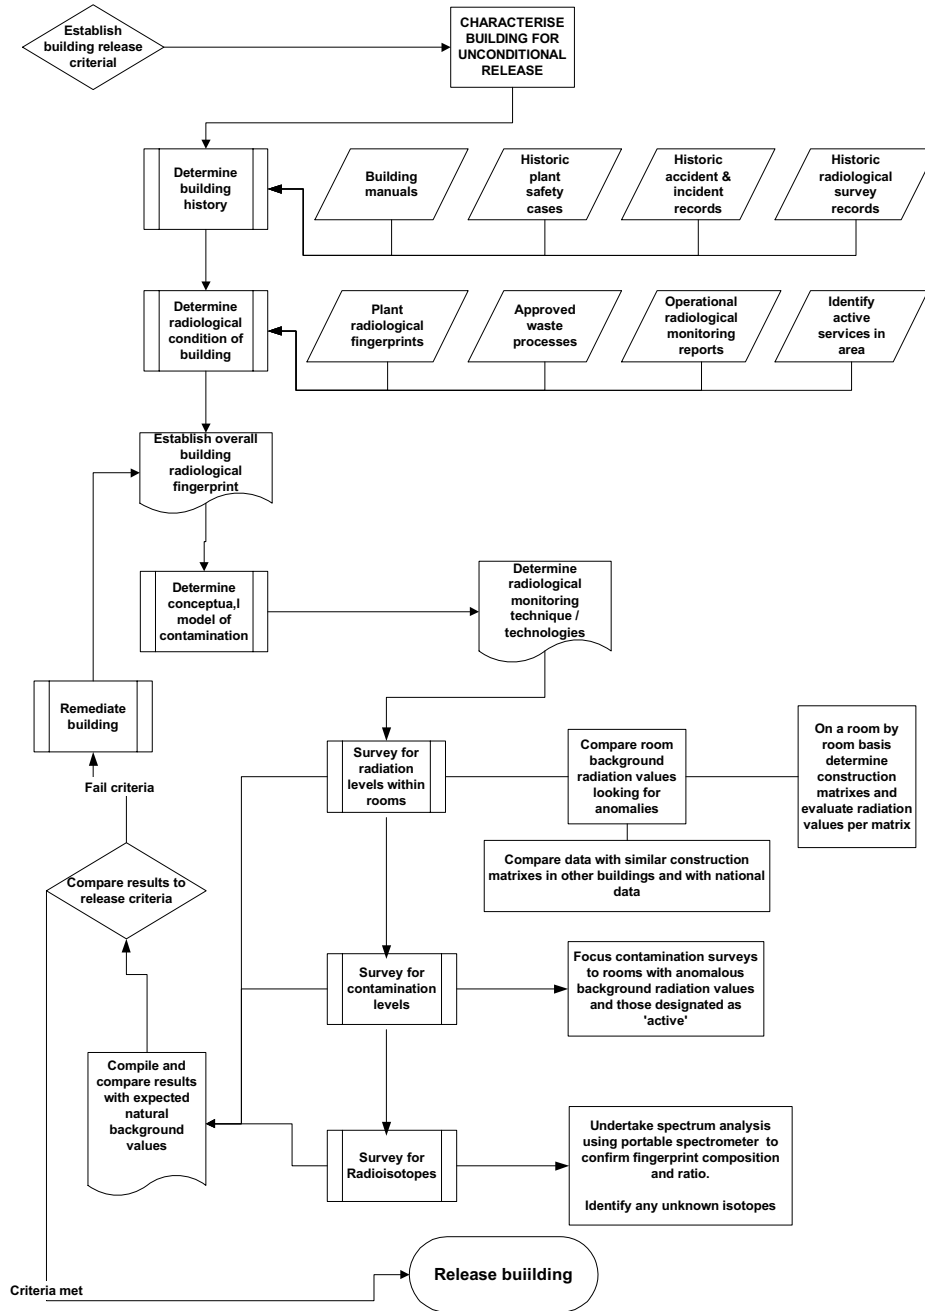 Establish
building release
criterial
CHARACTERISE
BUILDING FOR
UNCONDITIONAL
RELEASE
Determine
building
history
Building
manuals
Historic
plant
safety
cases
Historic
accident &
incident
records
Historic
radiological
survey
records
Determine
radiological
condition of
building
Plant
radiological
fingerprints
Approved
waste
processes
Operational
radiological
monitoring
reports
Identify
active
services in
area
Establish overall
building
radiological
fingerprint
Determine
conceptua,l
model of
contamination
Determine
radiological
monitoring
technique /
technologies
Remediate
building
Survey for
radiation
levels within
rooms
Compare room
background
radiation values
looking for
anomalies
On a room by
room basis
determine
construction
matrixes and
evaluate radiation
values per matrix
Fail criteria
Compare data with similar construction
matrixes in other buildings and with national
data
Compare results to
release criteria
Survey for
contamination
levels
Focus contamination surveys
to rooms with anomalous
background radiation values
and those designated as
'active'
Compile and
compare results
with expected
natural
background
values
Survey for
Radioisotopes
Undertake spectrum analysis
using portable spectrometer to
confirm fingerprint composition
and ratio.
Identify any unknown isotopes
Criteria met
Release buiilding